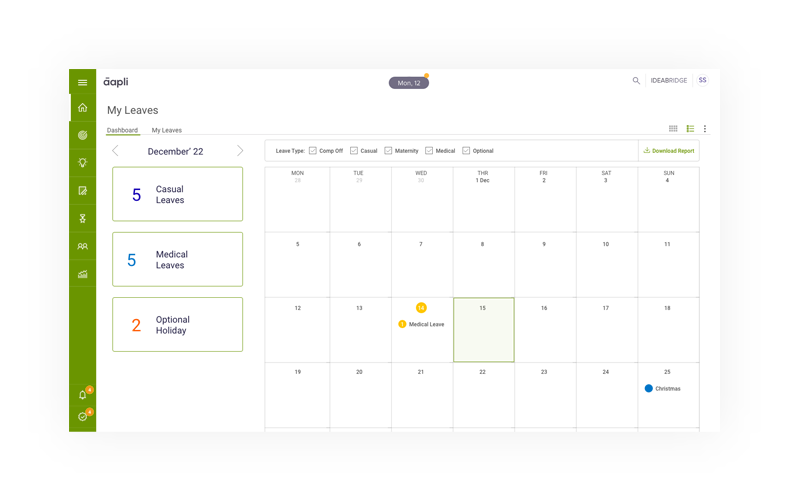 äapli
Mon, 12
IDEABRIDGE
SS
My Leaves
Dashboard
My Leaves
December' 22
Leave Type:
Comp Off
Casual
Maternity
Medical
Optional
Download Report
5
Casual
Leaves
5
Medical
Leaves
2
Optional
Holiday
MON TUE WED THR FRI SAT SUN
28 29 30 1 Dec 2 3 4
5 6 7 8 9 10 11
12 13 14 15 16 17 18
Medical Leave
19 20 21 22 23 24 25
Christmas